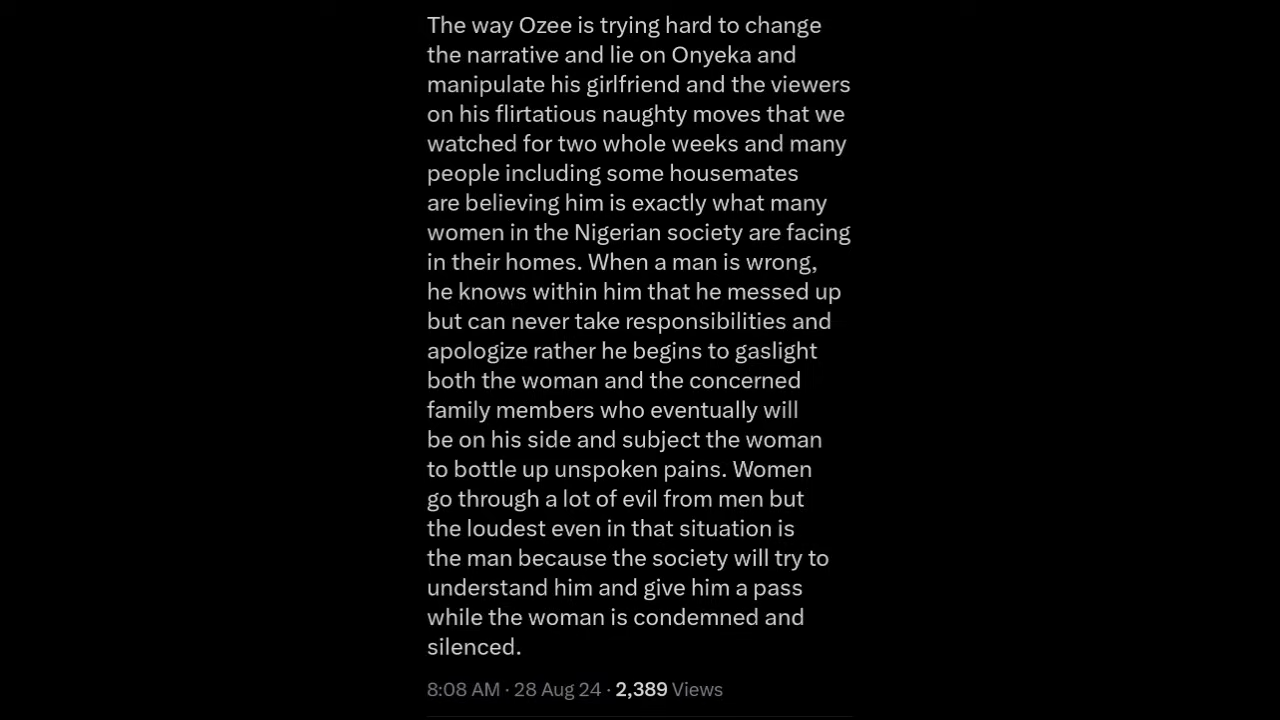 The way Ozee is trying hard to change
the narrative and lie on Onyeka and
manipulate his girlfriend and the viewers
on his flirtatious naughty moves that we
watched for two whole weeks and many
people including some housemates
are believing him is exactly what many
women in the Nigerian society are facing
in their homes. When a man is wrong,
he knows within him that he messed up
but can never take responsibilities and
apologize rather he begins to gaslight
both the woman and the concerned
family members who eventually will
be on his side and subject the woman
to bottle up unspoken pains. Women
go through a lot of evil from men but
the loudest even in that situation is
the man because the society will try to
understand him and give him a pass
while the woman is condemned and
silenced.
8:08 AM · 28 Aug 24 · 2,389 Views